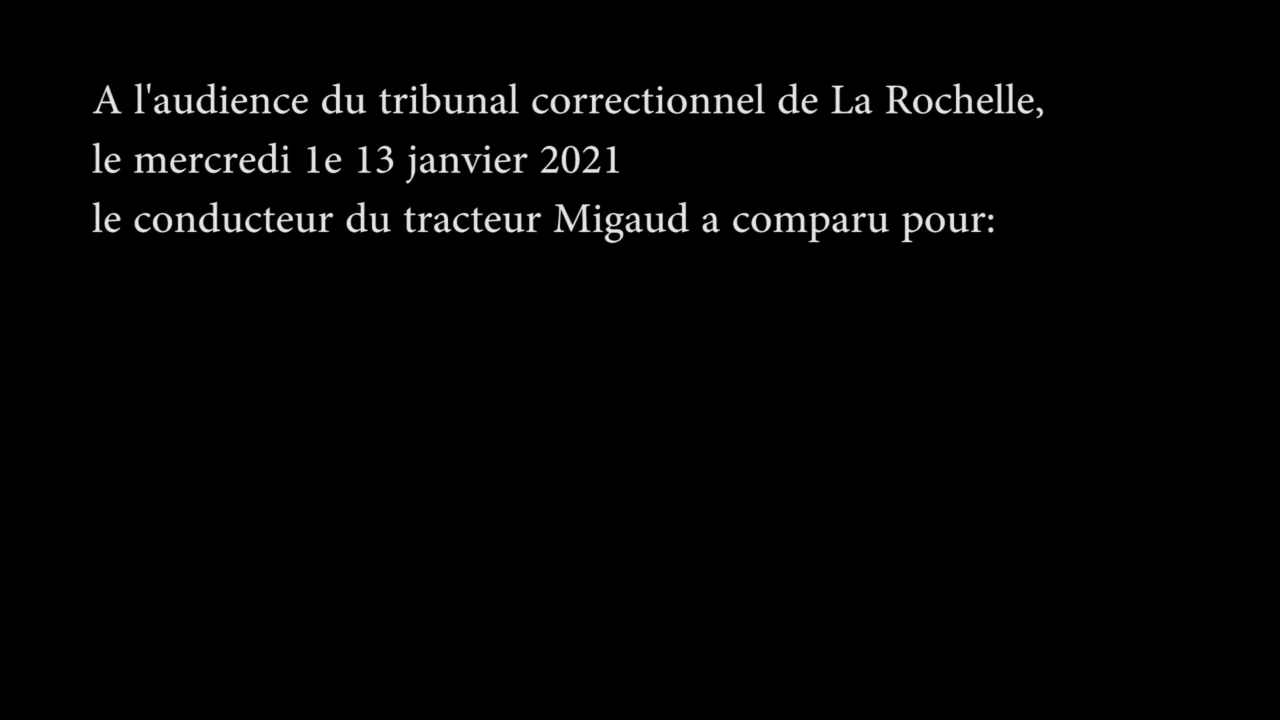 A l'audience du tribunal correctionnel de La Rochelle,
le mercredi 1e 13 janvier 2021
le conducteur du tracteur Migaud a comparu pour: